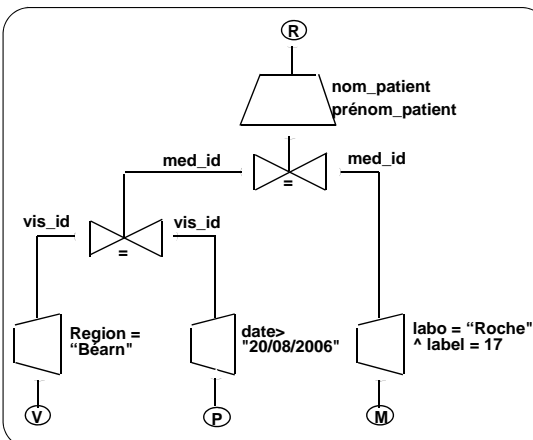 R
nom_patient
prénom_patient
med_id
med_id
=
vis_id
vis_id
=
Region =
“Béarn"
date>
"20/08/2006"
labo = “Roche"
^ label = 17
V
P
M